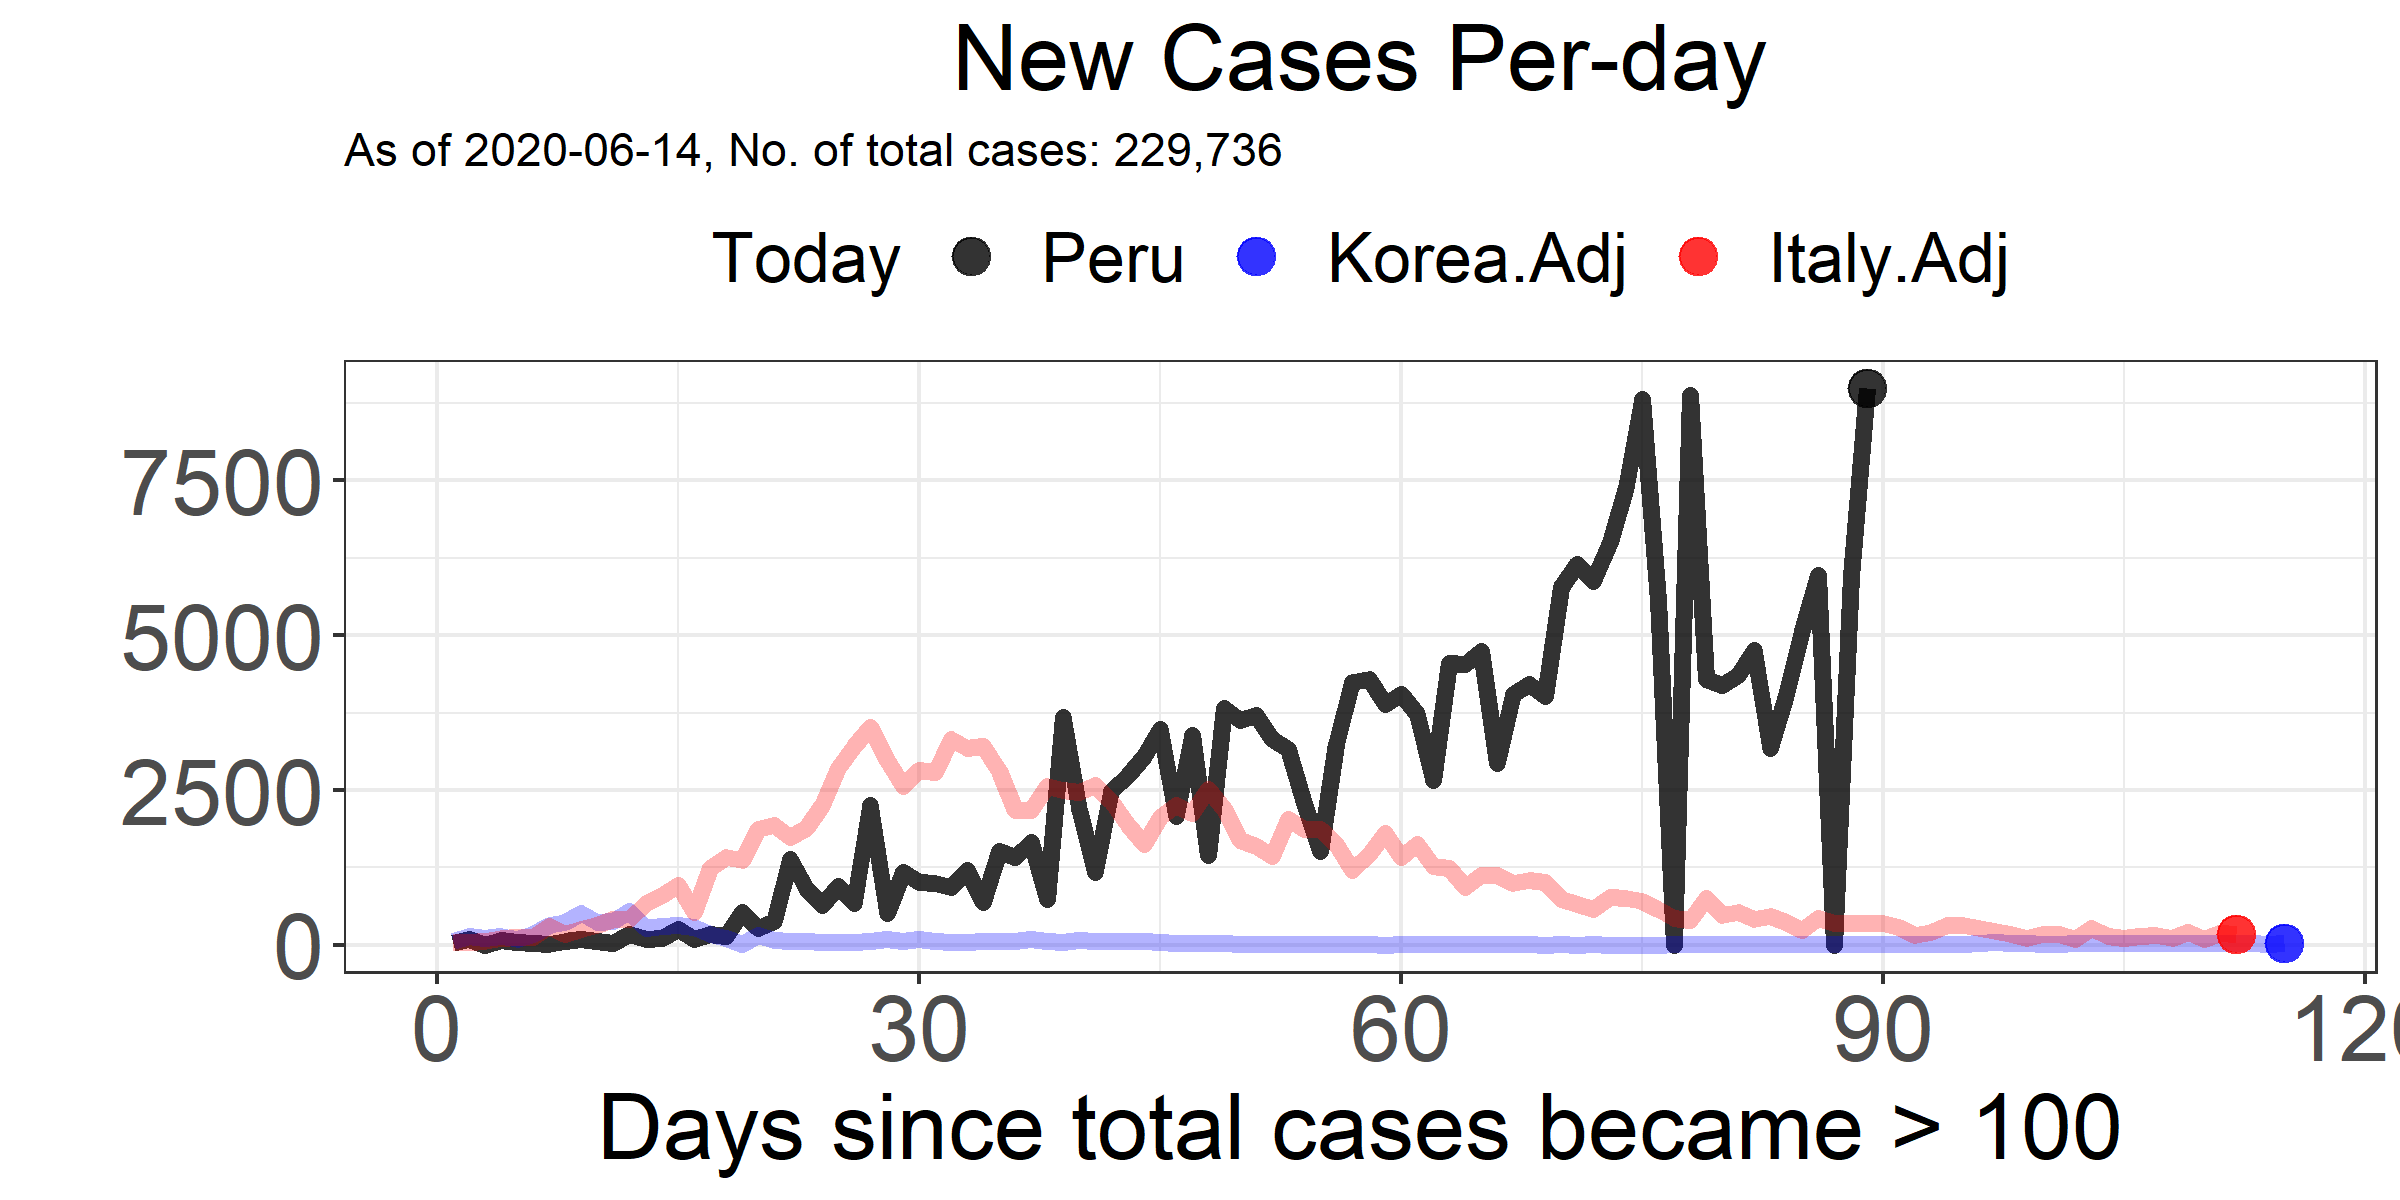 New Cases Per-day
As of 2020-06-14, No. of total cases: 229,736
Today Peru Korea.Adj Italy.Adj
7500
5000
2500
0
0 30 60 90 120
Days since total cases became > 100